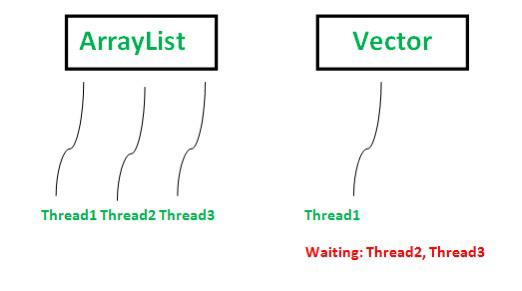 ArrayList
Vector
Thread1 Thread2 Thread3
Thread1
Waiting: Thread2, Thread3